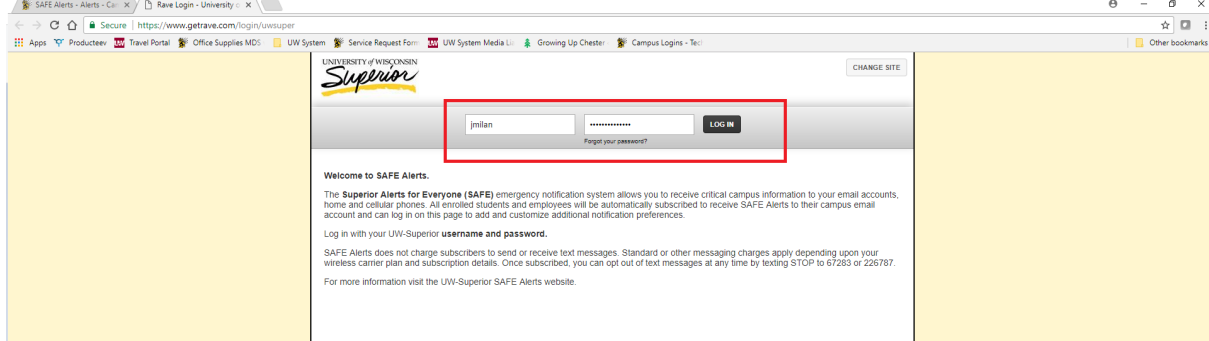 SAFE Alerts - Alerts - Car
Rave Login - University o
Secure | https://www.getrave.com/login/uwsuper
Apps Producteev Travel Portal Office Supplies MDS UW System Service Request Form UW System Media Lis Growing Up Chester Campus Logins - Tech Other bookmarks
UNIVERSITY of WISCONSIN
Superior
CHANGE SITE
jmilan •••••••••••••• LOG IN
Forgot your password?
Welcome to SAFE Alerts.
The Superior Alerts for Everyone (SAFE) emergency notification system allows you to receive critical campus information to your email accounts,
home and cellular phones. All enrolled students and employees will be automatically subscribed to receive SAFE Alerts to their campus email
account and can log in on this page to add and customize additional notification preferences.
Log in with your UW-Superior username and password.
SAFE Alerts does not charge subscribers to send or receive text messages. Standard or other messaging charges apply depending upon your
wireless carrier plan and subscription details. Once subscribed, you can opt out of text messages at any time by texting STOP to 67283 or 226787.
For more information visit the UW-Superior SAFE Alerts website.